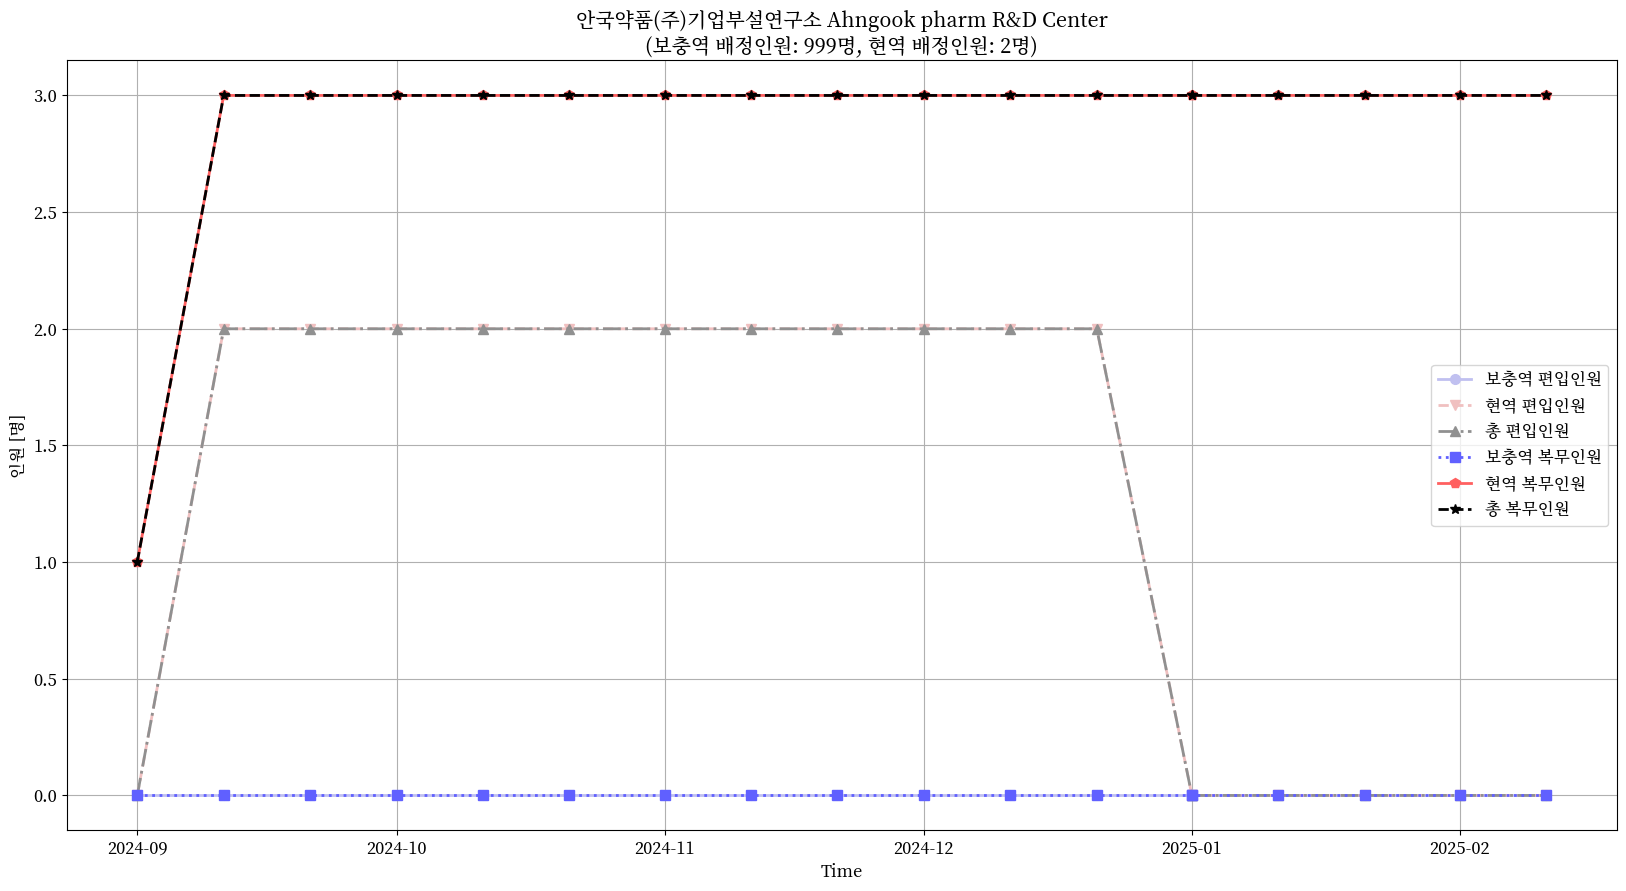 안국약품(주)기업부설연구소 Ahngook pharm R&D Center
(보충역 배정인원: 999명, 현역 배정인원: 2명)
인원 [명]
3.0
2.5
2.0
1.5
1.0
0.5
0.0
보충역 편입인원
현역 편입인원
총 편입인원
보충역 복무인원
현역 복무인원
총 복무인원
2024-09
2024-10
2024-11
2024-12
2025-01
2025-02
Time